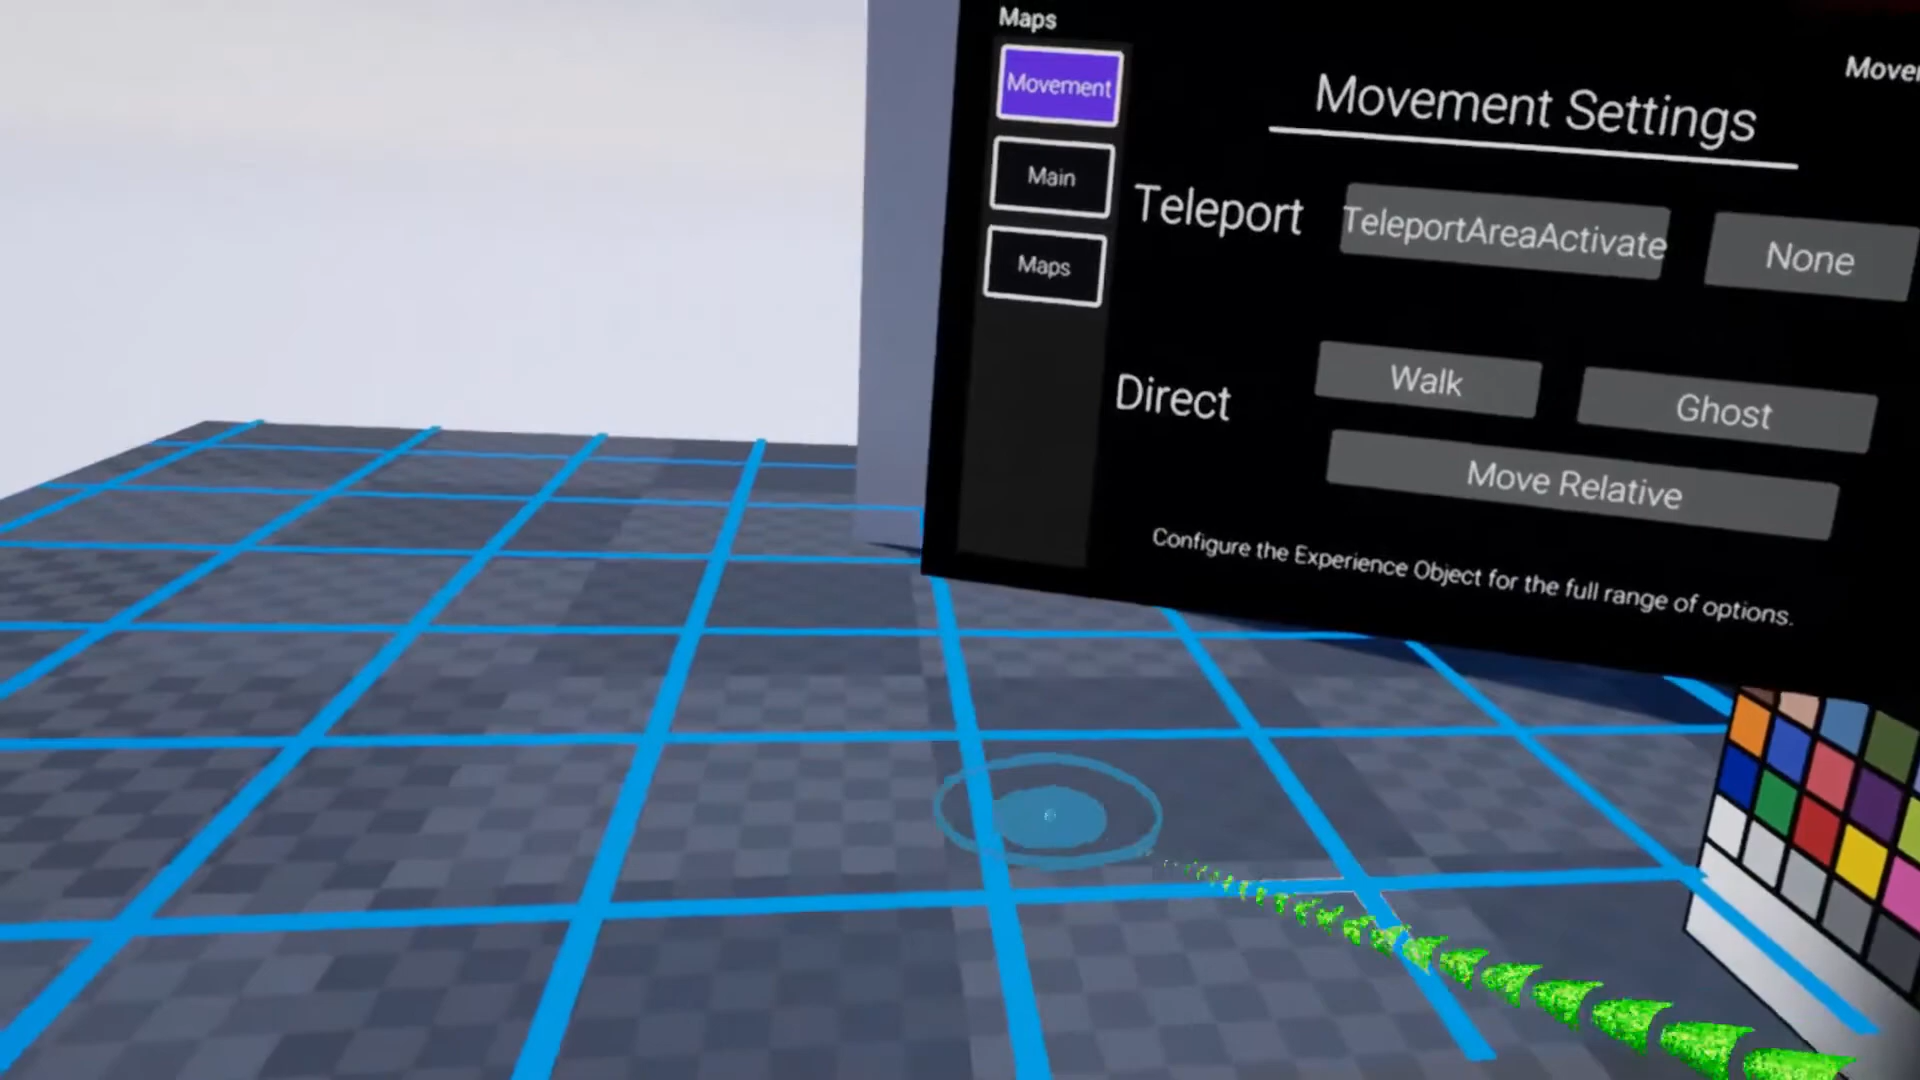 Maps
Movement
Main
Maps
Movement Settings
Teleport
TeleportAreaActivate
None
Direct
Walk
Ghost
Move Relative
Configure the Experience Object for the full range of options.